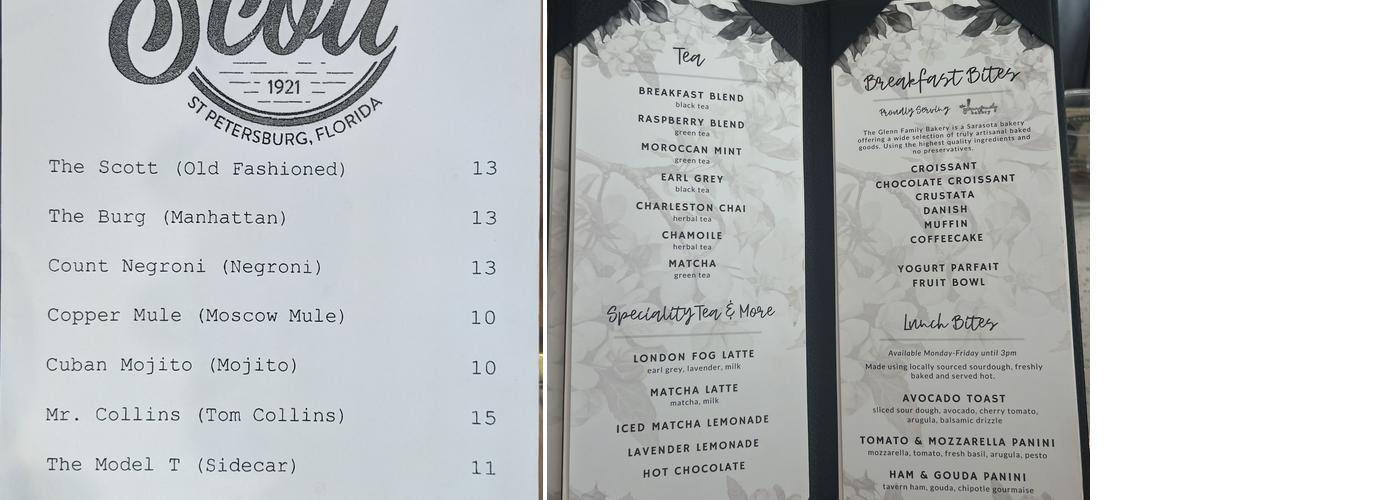 Scott
1921
ST PETERSBURG, FLORIDA
The Scott (Old Fashioned) 13
The Burg (Manhattan) 13
Count Negroni (Negroni) 13
Copper Mule (Moscow Mule) 10
Cuban Mojito (Mojito) 10
Mr. Collins (Tom Collins) 15
The Model T (Sidecar) 11
Tea
BREAKFAST BLEND
black tea
RASPBERRY BLEND
green tea
MOROCCAN MINT
green tea
EARL GREY
black tea
CHARLESTON CHAI
herbal tea
CHAMOILE
herbal tea
MATCHA
green tea
Speciality Tea & More
LONDON FOG LATTE
earl grey, lavender, milk
MATCHA LATTE
matcha, milk
ICED MATCHA LEMONADE
LAVENDER LEMONADE
HOT CHOCOLATE
Breakfast Bites
Proudly Serving
The Glenn Family Bakery is a Sarasota bakery
offering a wide selection of truly artisanal baked
goods. Using the highest quality ingredients and
no preservatives.
CROISSANT
CHOCOLATE CROISSANT
CRUSTATA
DANISH
MUFFIN
COFFEECAKE
YOGURT PARFAIT
FRUIT BOWL
Lunch Bites
Available Monday-Friday until 3pm
Made using locally sourced sourdough, freshly
baked and served hot.
AVOCADO TOAST
sliced sour dough, avocado, cherry tomato,
arugula, balsamic drizzle
TOMATO & MOZZARELLA PANINI
mozzarella, tomato, fresh basil, arugula, pesto
HAM & GOUDA PANINI
tavern ham, gouda, chipotle gourmaise